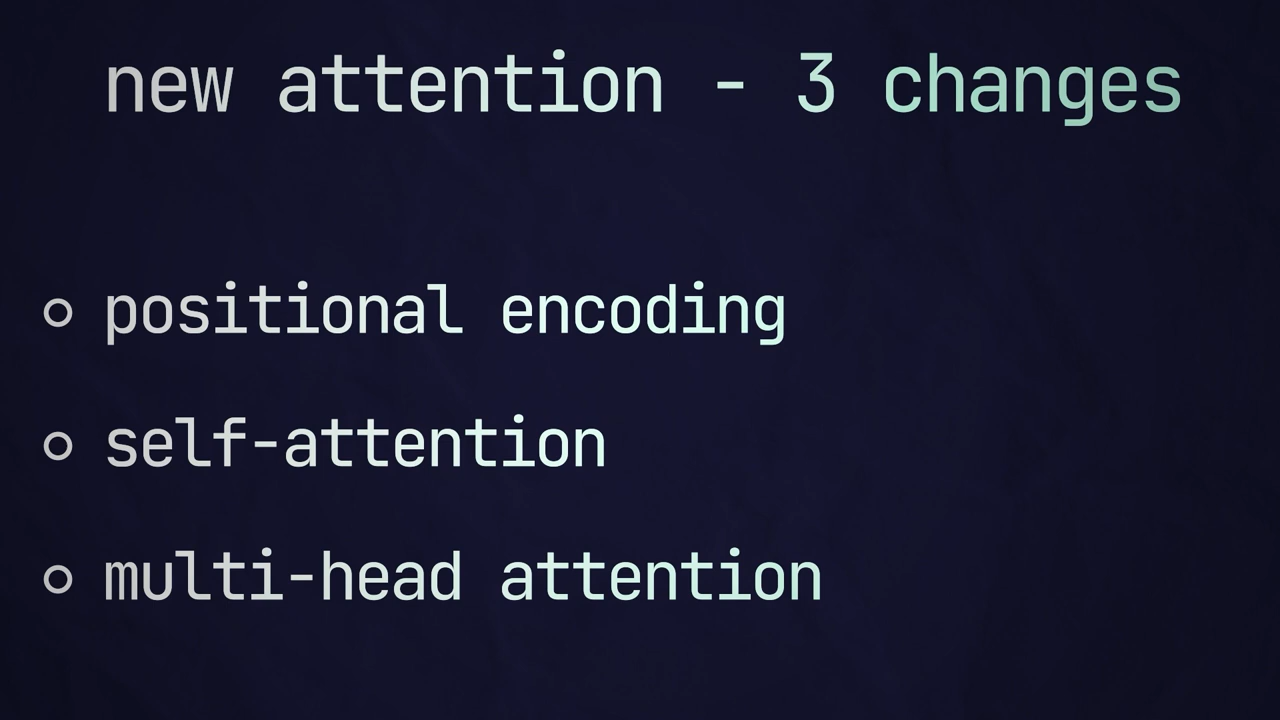 new attention - 3 changes
positional encoding
self-attention
multi-head attention